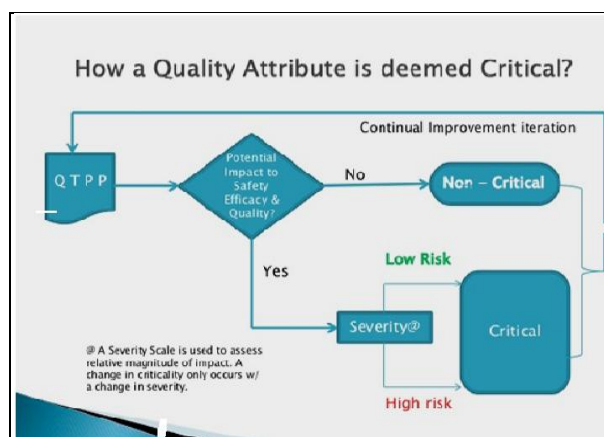 How a Quality Attribute is deemed Critical?
Continual Improvement iteration
Q T P P
Potential
Impact to
Safety
Efficacy &
Quality?
No
Non - Critical
Yes
Low Risk
Severity@
Critical
High risk
@ A Severity Scale is used to assess
relative magnitude of impact. A
change in criticality only occurs w/
a change in severity.